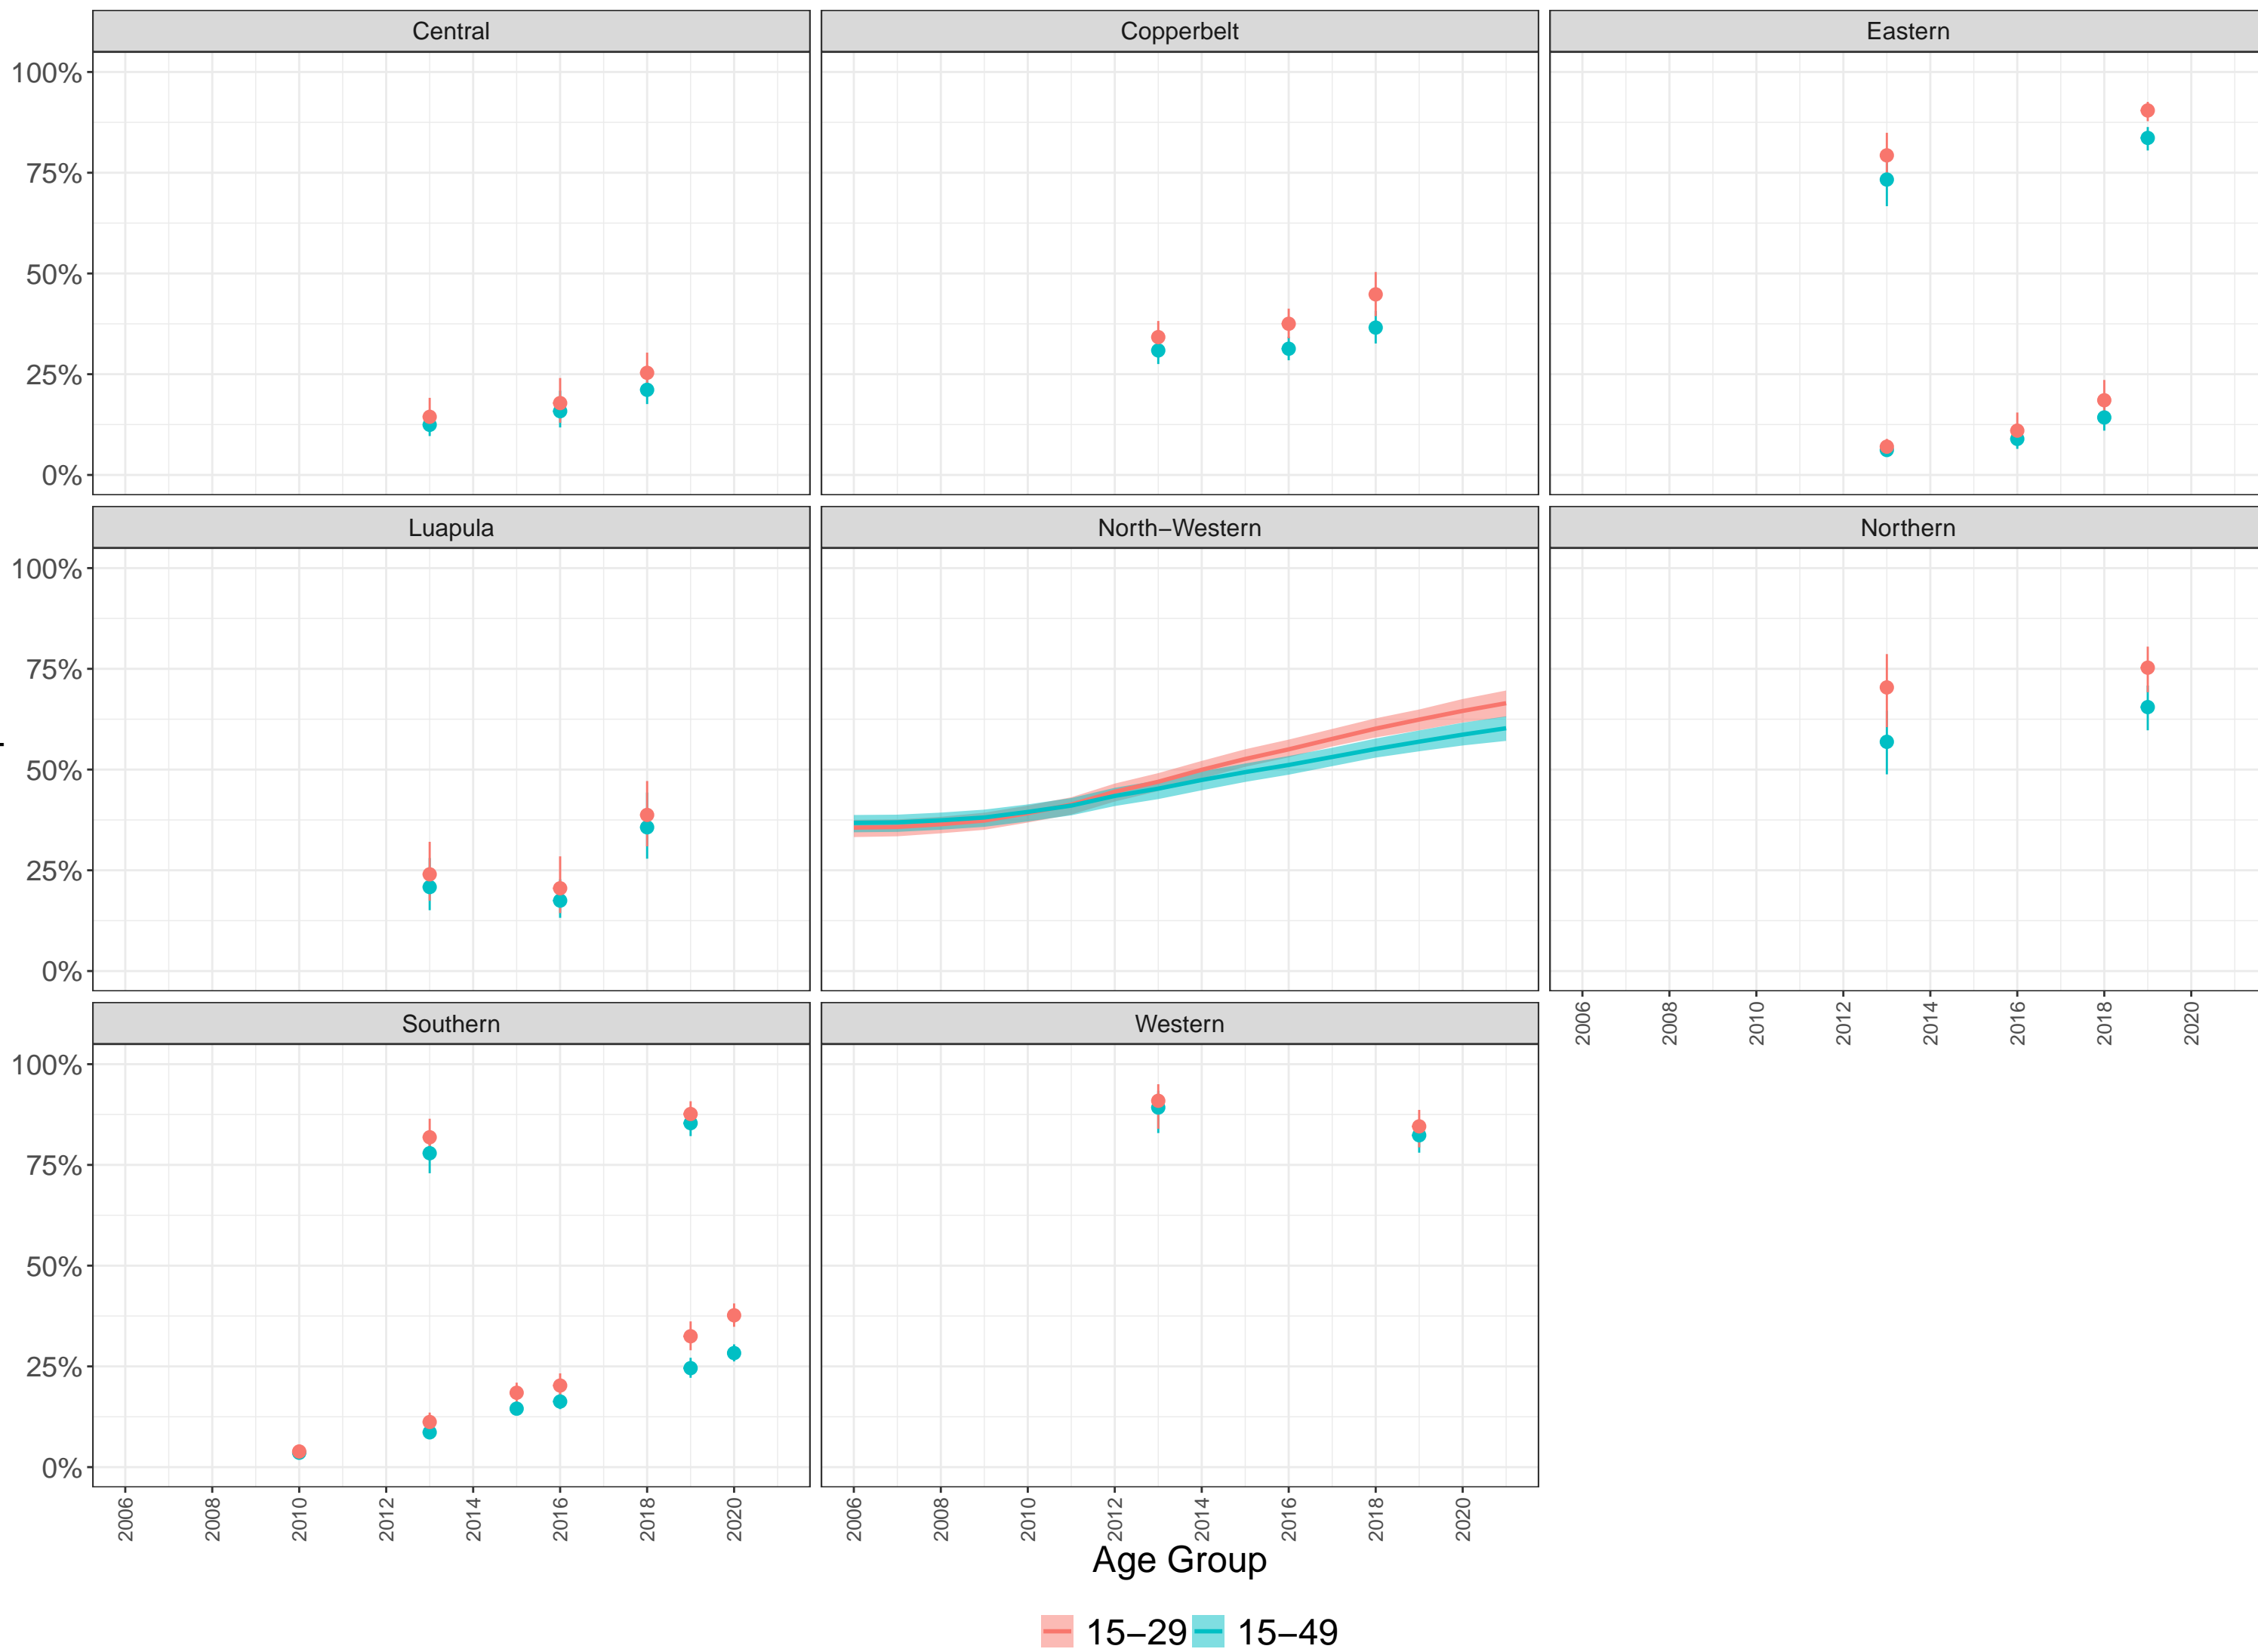 Central Copperbelt Eastern
100%
75%
50%
25%
0%
Luapula North−Western Northern
100%
75%
50%
25%
0%
2006 2008 2010 2012 2014 2016 2018 2020
Southern Western
100%
75%
50%
25%
0%
2006 2008 2010 2012 2014 2016 2018 2020 2006 2008 2010 2012 2014 2016 2018 2020
Age Group
15−29 15−49